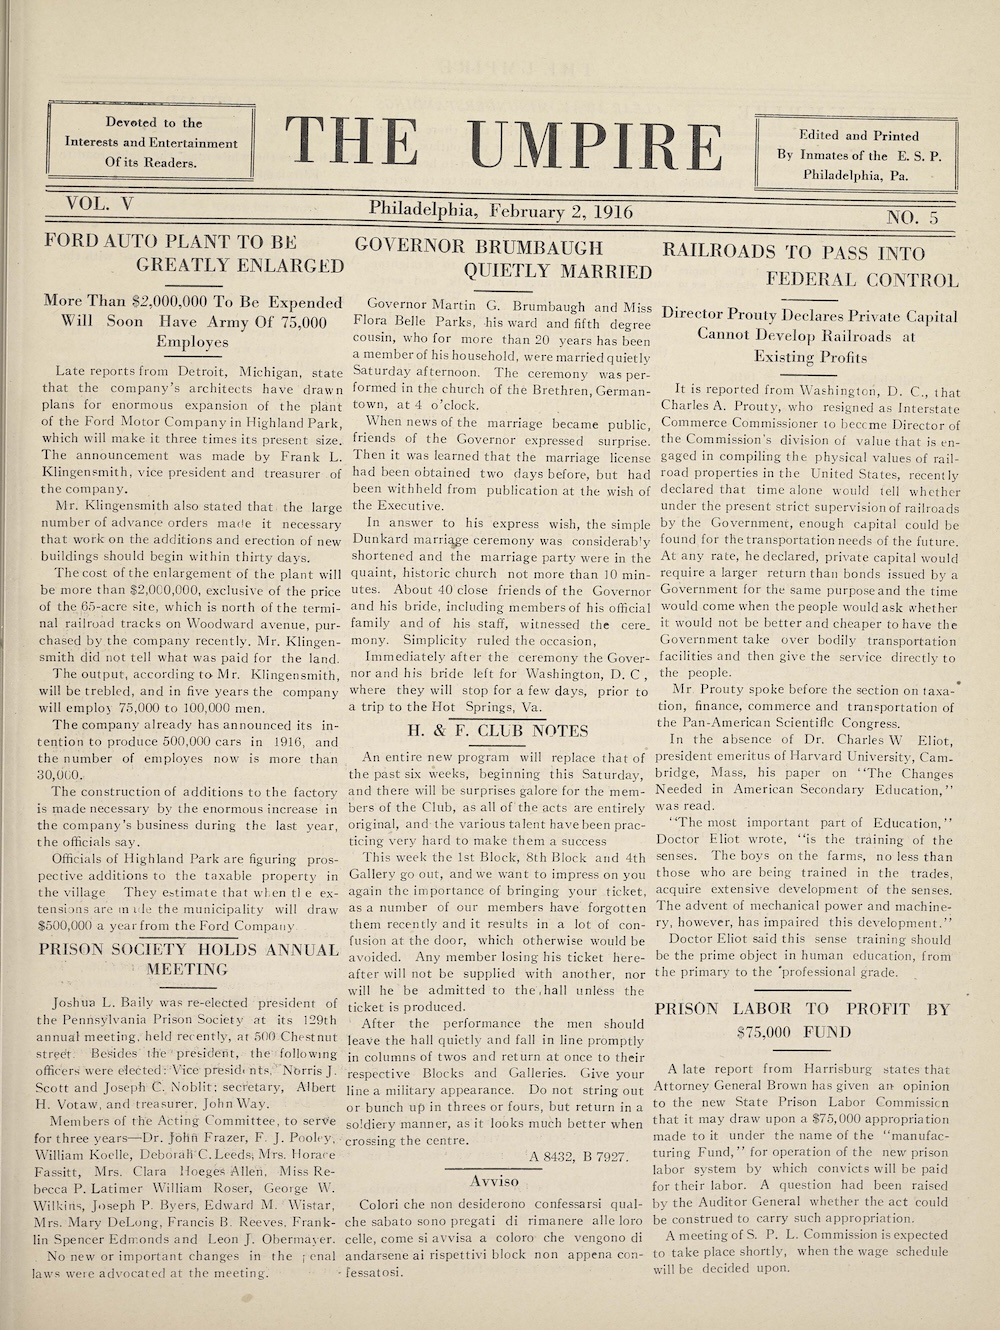 Devoted to the
Interests and Entertainment
Of its Readers.
THE UMPIRE
Edited and Printed
By Inmates of the E. S. P.
Philadelphia, Pa.
VOL. V
Philadelphia, February 2, 1916
NO. 5
FORD AUTO PLANT TO BE
GREATLY ENLARGED
More Than $2,000,000 To Be Expended
Will Soon Have Army Of 75,000
Employes
Late reports from Detroit, Michigan, state
that the company's architects have drawn
plans for enormous expansion of the plant
of the Ford Motor Company in Highland Park,
which will make it three times its present size.
The announcement was made by Frank L.
Klingensmith, vice president and treasurer of
the company.
Mr. Klingensmith also stated that the large
number of advance orders made it necessary
that work on the additions and erection of new
buildings should begin within thirty days.
The cost of the enlargement of the plant will
be more than $2,000,000, exclusive of the price
of the 65-acre site, which is north of the termi-
nal railroad tracks on Woodward avenue, pur-
chased by the company recently. Mr. Klingen-
smith did not tell what was paid for the land.
The output, according to Mr. Klingensmith,
will be trebled, and in five years the company
will employ 75,000 to 100,000 men.
The company already has announced its in-
tention to produce 500,000 cars in 1916, and
the number of employes now is more than
30,000.
The construction of additions to the factory
is made necessary by the enormous increase in
the company's business during the last year,
the officials say.
Officials of Highland Park are figuring pros-
pective additions to the taxable property in
the village They estimate that when the ex-
tensions are made the municipality will draw
$500,000 a year from the Ford Company
PRISON SOCIETY HOLDS ANNUAL
MEETING
Joshua L. Baily was re-elected president of
the Pennsylvania Prison Society at its 129th
annual meeting, held recently, at 500 Chestnut
street. Besides the president, the following
officers were elected: Vice presidents, Norris J.
Scott and Joseph C. Noblit; secretary, Albert
H. Votaw, and treasurer, John Way.
Members of the Acting Committee, to serve
for three years—Dr. John Frazer, F. J. Pooley,
William Koelle, Deborah C. Leeds, Mrs. Horace
Fassitt, Mrs. Clara Hoeges Allen, Miss Re-
becca P. Latimer William Roser, George W.
Wilkins, Joseph P. Byers, Edward M. Wistar,
Mrs. Mary DeLong, Francis B. Reeves, Frank-
lin Spencer Edmonds and Leon J. Obermayer.
No new or important changes in the penal
laws were advocated at the meeting.
GOVERNOR BRUMBAUGH
QUIETLY MARRIED
Governor Martin G. Brumbaugh and Miss
Flora Belle Parks, his ward and fifth degree
cousin, who for more than 20 years has been
a member of his household, were married quietly
Saturday afternoon. The ceremony was per-
formed in the church of the Brethren, German-
town, at 4 o'clock.
When news of the marriage became public,
friends of the Governor expressed surprise.
Then it was learned that the marriage license
had been obtained two days before, but had
been withheld from publication at the wish of
the Executive.
In answer to his express wish, the simple
Dunkard marriage ceremony was considerably
shortened and the marriage party were in the
quaint, historic church not more than 10 min-
utes. About 40 close friends of the Governor
and his bride, including members of his official
family and of his staff, witnessed the cere-
mony. Simplicity ruled the occasion,
Immediately after the ceremony the Gover-
nor and his bride left for Washington, D. C ,
where they will stop for a few days, prior to
a trip to the Hot Springs, Va.
H. & F. CLUB NOTES
An entire new program will replace that of
the past six weeks, beginning this Saturday,
and there will be surprises galore for the mem-
bers of the Club, as all of the acts are entirely
original, and the various talent have been prac-
ticing very hard to make them a success
This week the 1st Block, 8th Block and 4th
Gallery go out, and we want to impress on you
again the importance of bringing your ticket,
as a number of our members have forgotten
them recently and it results in a lot of con-
fusion at the door, which otherwise would be
avoided. Any member losing his ticket here-
after will not be supplied with another, nor
will he be admitted to the hall unless the
ticket is produced.
After the performance the men should
leave the hall quietly and fall in line promptly
in columns of twos and return at once to their
respective Blocks and Galleries. Give your
line a military appearance. Do not string out
or bunch up in threes or fours, but return in a
soldiery manner, as it looks much better when
crossing the centre.
A 8432, B 7927.
Avviso
Colori che non desiderono confessarsi qual-
che sabato sono pregati di rimanere alle loro
celle, come si avvisa a coloro che vengono di
andarsene ai rispettivi block non appena con-
fessatosi.
RAILROADS TO PASS INTO
FEDERAL CONTROL
Director Prouty Declares Private Capital
Cannot Develop Railroads at
Existing Profits
It is reported from Washington, D. C., that
Charles A. Prouty, who resigned as Interstate
Commerce Commissioner to become Director of
the Commission's division of value that is en-
gaged in compiling the physical values of rail-
road properties in the United States, recently
declared that time alone would tell whether
under the present strict supervision of railroads
by the Government, enough capital could be
found for the transportation needs of the future.
At any rate, he declared, private capital would
require a larger return than bonds issued by a
Government for the same purpose and the time
would come when the people would ask whether
it would not be better and cheaper to have the
Government take over bodily transportation
facilities and then give the service directly to
the people.
Mr Prouty spoke before the section on taxa-
tion, finance, commerce and transportation of
the Pan-American Scientific Congress.
In the absence of Dr. Charles W Eliot,
president emeritus of Harvard University, Cam-
bridge, Mass, his paper on "The Changes
Needed in American Secondary Education,"
was read.
"The most important part of Education,"
Doctor Eliot wrote, "is the training of the
senses. The boys on the farms, no less than
those who are being trained in the trades,
acquire extensive development of the senses.
The advent of mechanical power and machine-
ry, however, has impaired this development."
Doctor Eliot said this sense training should
be the prime object in human education, from
the primary to the professional grade.
PRISON LABOR TO PROFIT BY
$75,000 FUND
A late report from Harrisburg states that
Attorney General Brown has given an opinion
to the new State Prison Labor Commission
that it may draw upon a $75,000 appropriation
made to it under the name of the "manufac-
turing Fund," for operation of the new prison
labor system by which convicts will be paid
for their labor. A question had been raised
by the Auditor General whether the act could
be construed to carry such appropriation.
A meeting of S. P. L. Commission is expected
to take place shortly, when the wage schedule
will be decided upon.